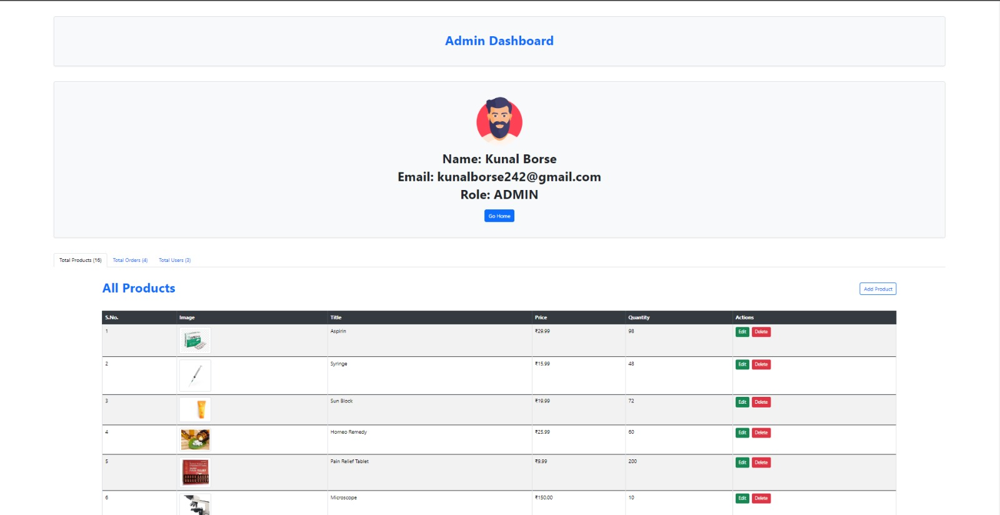 Admin Dashboard
Name: Kunal Borse
Email: kunalborse242@gmail.com
Role: ADMIN
Go Home
Total Products (16) Total Orders (4) Total Users (3)
All Products
Add Product
S.No. Image Title Price Quantity Actions
1 Aspirin ₹29.99 98 Edit Delete
2 Syringe ₹15.99 48 Edit Delete
3 Sun Block ₹19.99 72 Edit Delete
4 Homeo Remedy ₹25.99 60 Edit Delete
5 PAIN RELIEF Pain Relief Tablet ₹9.99 200 Edit Delete
6 Microscope ₹150.00 10 Edit Delete